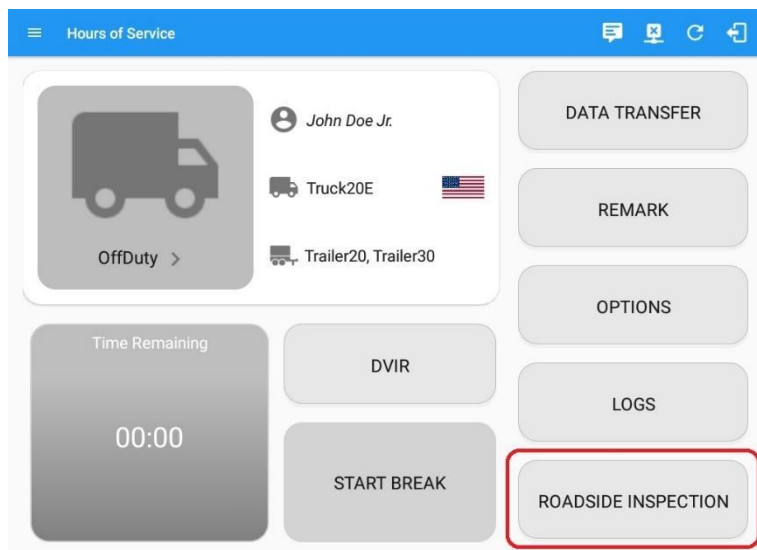 Hours of Service
John Doe Jr.
Truck20E
OffDuty >
Trailer20, Trailer30
Time Remaining
00:00
DVIR
START BREAK
DATA TRANSFER
REMARK
OPTIONS
LOGS
ROADSIDE INSPECTION